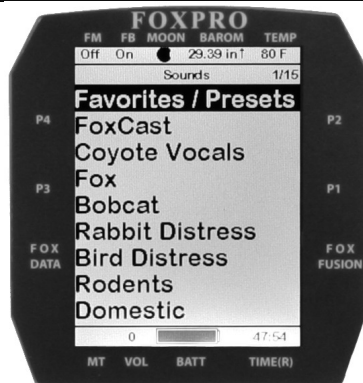 FOXPRO
FM FB MOON BAROM TEMP
Off On 29.39 in↑ 80 F
Sounds 1/15
Favorites / Presets
FoxCast
Coyote Vocals
Fox
Bobcat
Rabbit Distress
Bird Distress
Rodents
Domestic
P4
P3
FOX
DATA
P2
P1
FOX
FUSION
0 47:54
MT VOL BATT TIME(R)